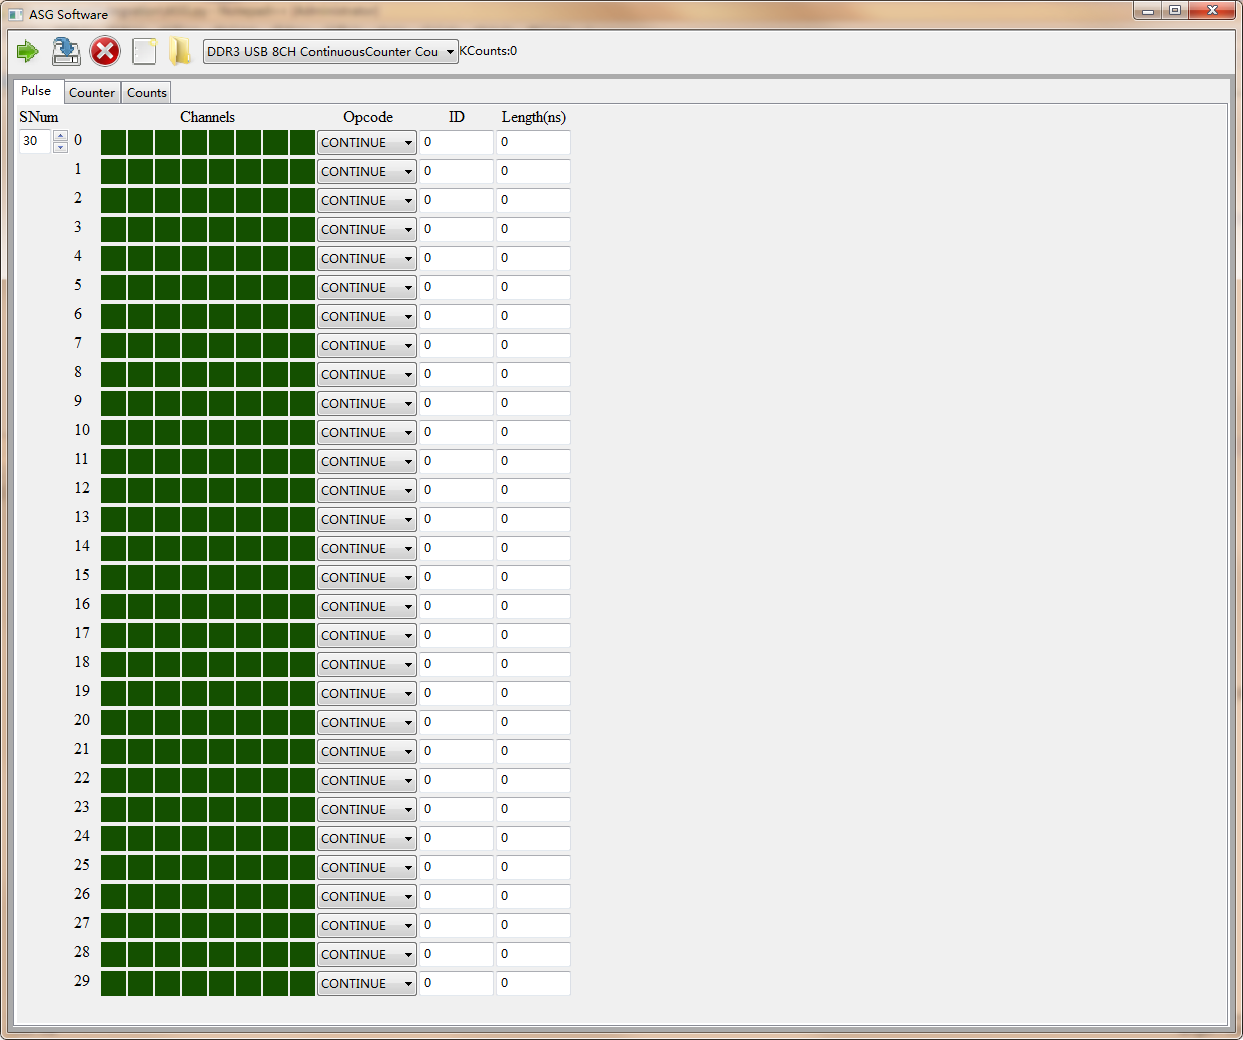 ASG Software
DDR3 USB 8CH ContinuousCounter Cou KCounts:0
Pulse Counter Counts
SNum Channels Opcode ID Length(ns)
30 0 CONTINUE 0 0
1 CONTINUE 0 0
2 CONTINUE 0 0
3 CONTINUE 0 0
4 CONTINUE 0 0
5 CONTINUE 0 0
6 CONTINUE 0 0
7 CONTINUE 0 0
8 CONTINUE 0 0
9 CONTINUE 0 0
10 CONTINUE 0 0
11 CONTINUE 0 0
12 CONTINUE 0 0
13 CONTINUE 0 0
14 CONTINUE 0 0
15 CONTINUE 0 0
16 CONTINUE 0 0
17 CONTINUE 0 0
18 CONTINUE 0 0
19 CONTINUE 0 0
20 CONTINUE 0 0
21 CONTINUE 0 0
22 CONTINUE 0 0
23 CONTINUE 0 0
24 CONTINUE 0 0
25 CONTINUE 0 0
26 CONTINUE 0 0
27 CONTINUE 0 0
28 CONTINUE 0 0
29 CONTINUE 0 0